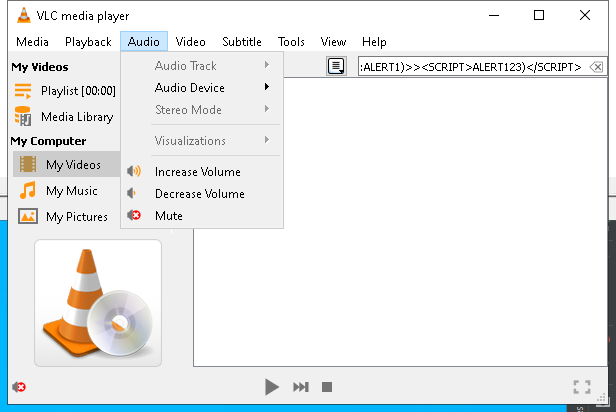 VLC media player
Media Playback Audio Video Subtitle Tools View Help
My Videos
Playlist [00:00]
Media Library
My Computer
My Videos
My Music
My Pictures
Audio Track
Audio Device
Stereo Mode
Visualizations
Increase Volume
Decrease Volume
Mute
:ALERT1)>><SCRIPT>ALERT123)</SCRIPT>